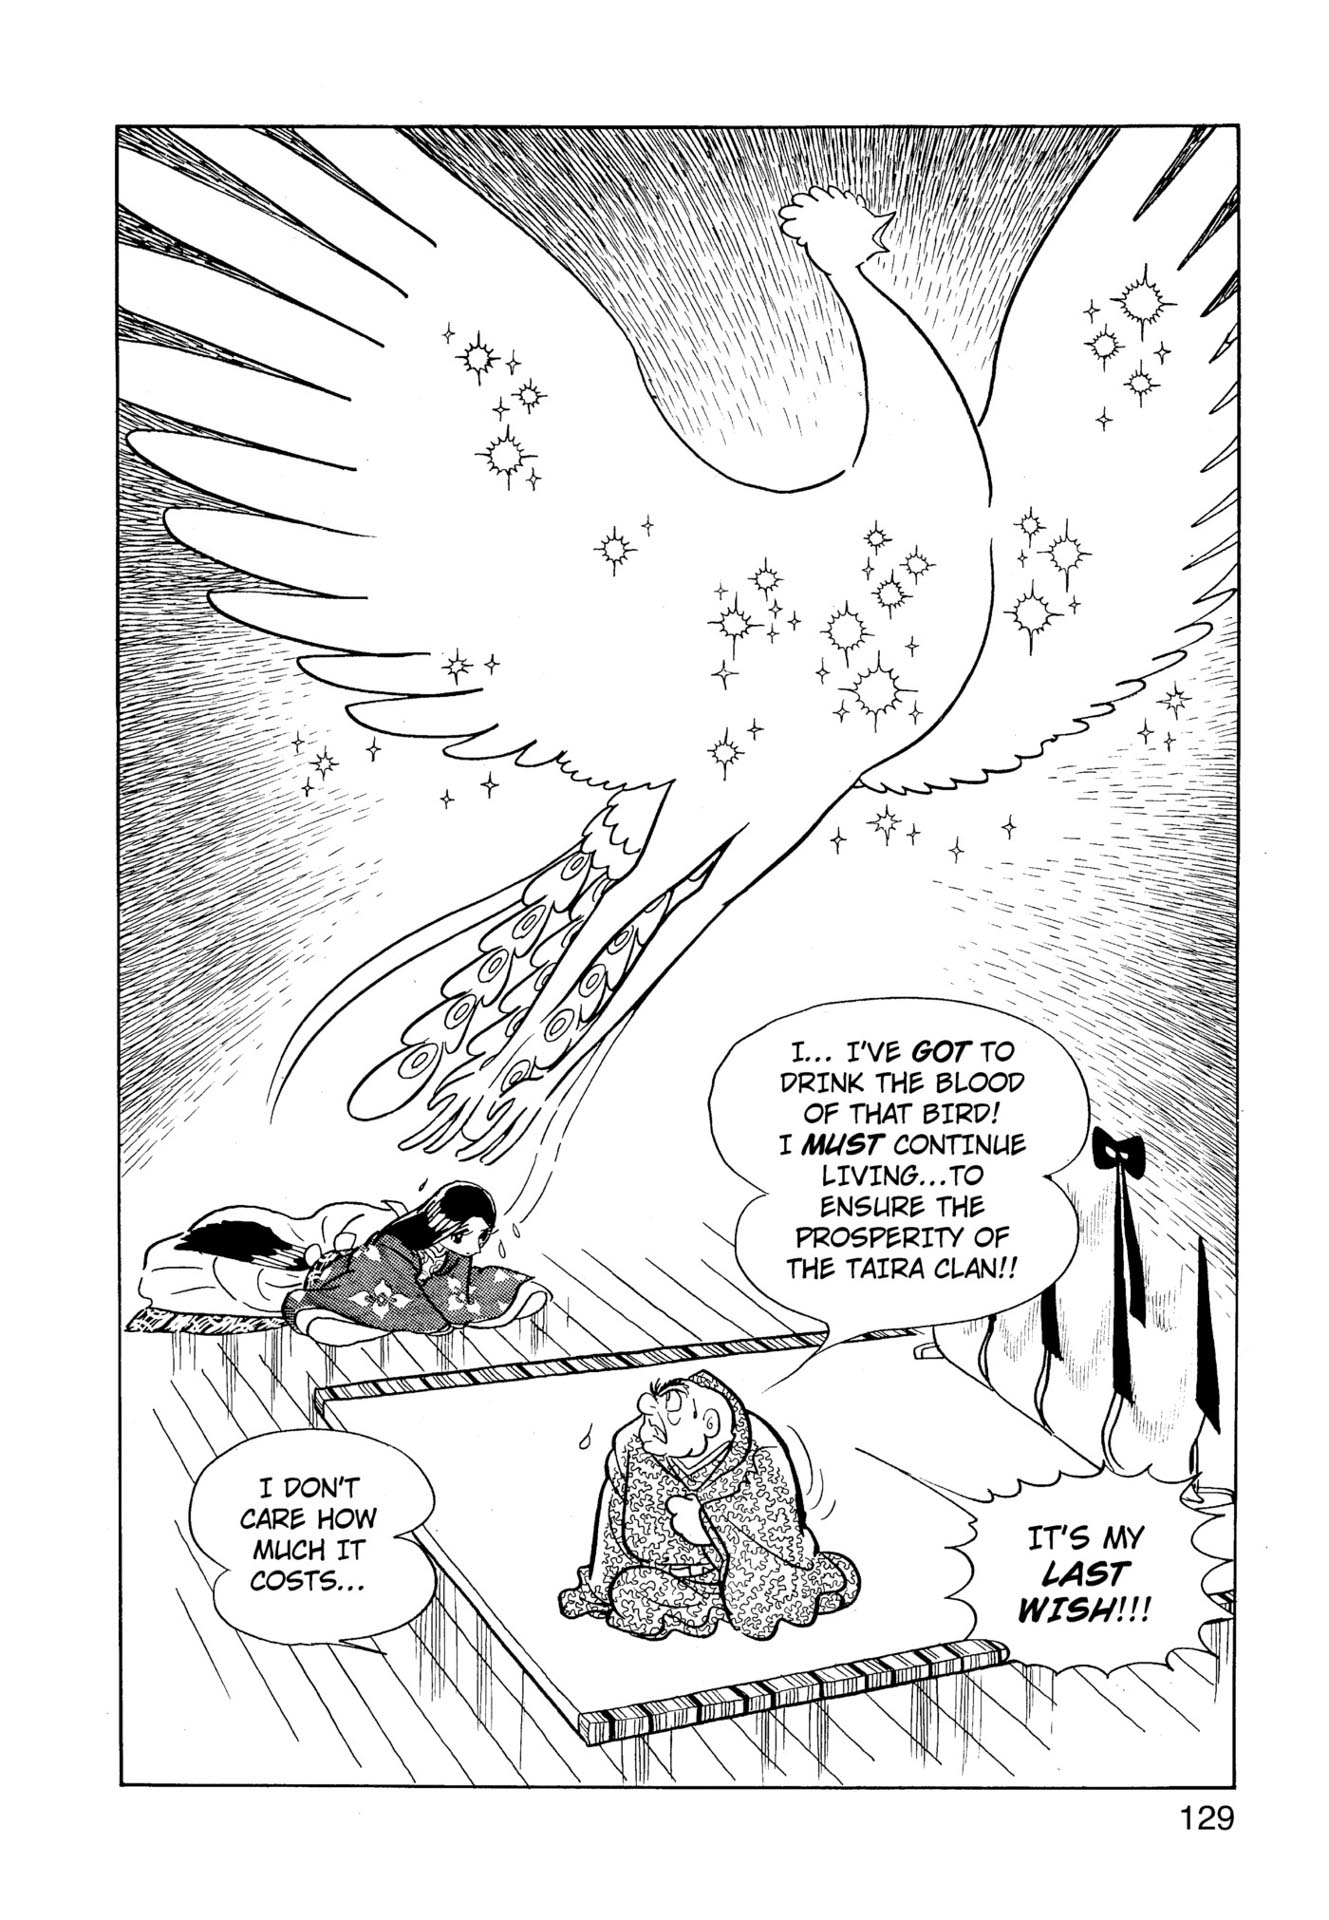 I... I'VE GOT TO
DRINK THE BLOOD
OF THAT BIRD!
I MUST CONTINUE
LIVING...TO
ENSURE THE
PROSPERITY OF
THE TAIRA CLAN!!
I DON'T
CARE HOW
MUCH IT
COSTS...
IT'S MY
LAST
WISH!!!
129